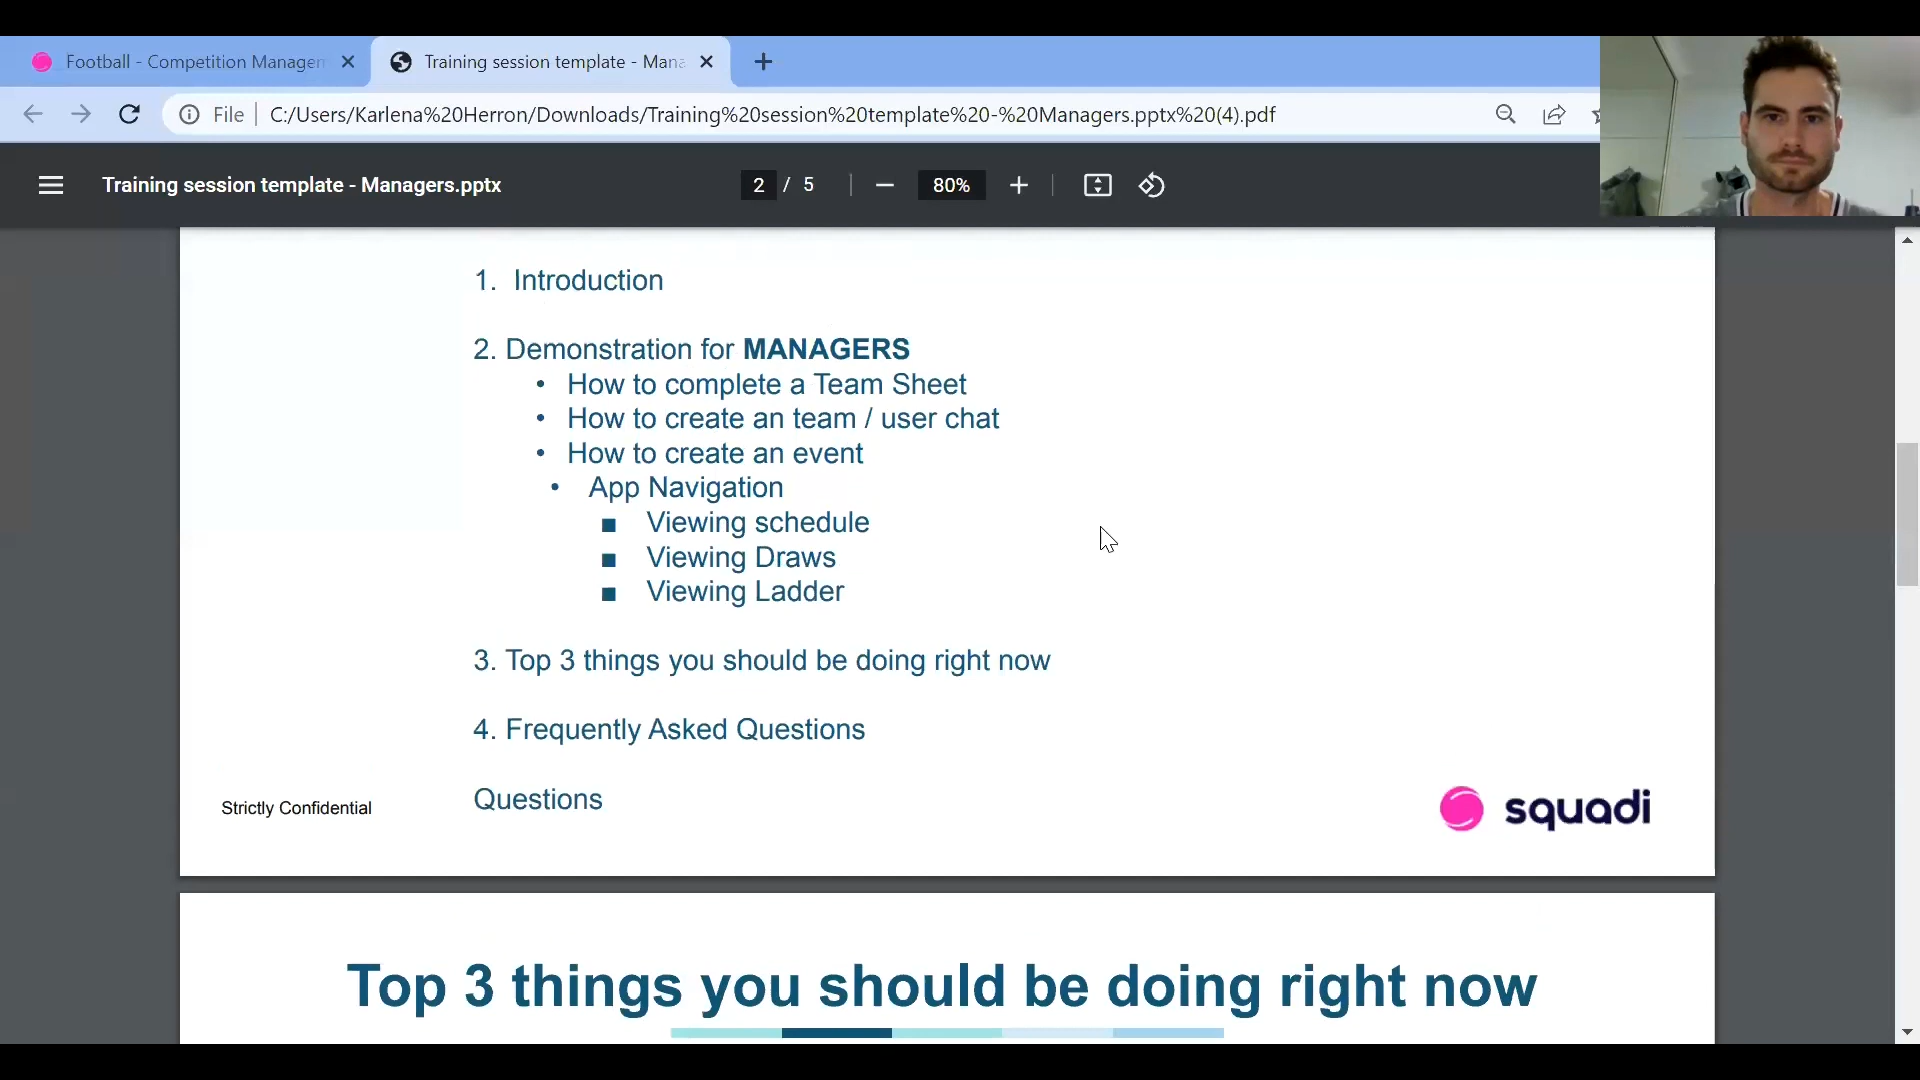 Football - Competition Managem
Training session template - Mana
File
C:/Users/Karlena%20Herron/Downloads/Training%20session%20template%20-%20Managers.pptx%20(4).pdf
Training session template - Managers.pptx
2 / 5
80%
1. Introduction
2. Demonstration for MANAGERS
• How to complete a Team Sheet
• How to create an team / user chat
• How to create an event
• App Navigation
■ Viewing schedule
■ Viewing Draws
■ Viewing Ladder
3. Top 3 things you should be doing right now
4. Frequently Asked Questions
Questions
Strictly Confidential
squadi
Top 3 things you should be doing right now